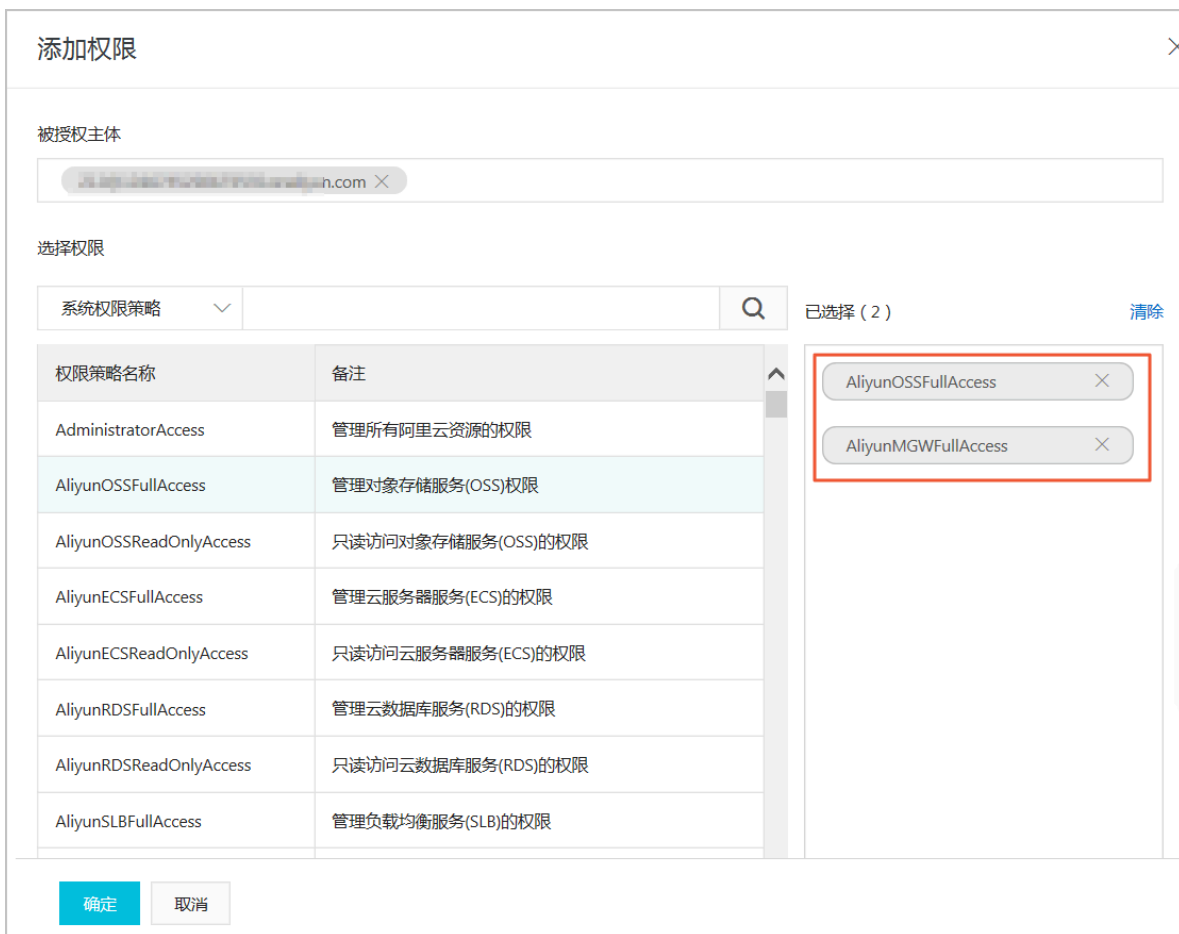 添加权限
被授权主体
n.com
选择权限
系统权限策略
已选择 ( 2 ) 清除
权限策略名称 备注
AdministratorAccess 管理所有阿里云资源的权限
AliyunOSSFullAccess 管理对象存储服务(OSS)权限
AliyunOSSReadOnlyAccess 只读访问对象存储服务(OSS)的权限
AliyunECSFullAccess 管理云服务器服务(ECS)的权限
AliyunECSReadOnlyAccess 只读访问云服务器服务(ECS)的权限
AliyunRDSFullAccess 管理云数据库服务(RDS)的权限
AliyunRDSReadOnlyAccess 只读访问云数据库服务(RDS)的权限
AliyunSLBFullAccess 管理负载均衡服务(SLB)的权限
AliyunOSSFullAccess
AliyunMGWFullAccess
确定 取消